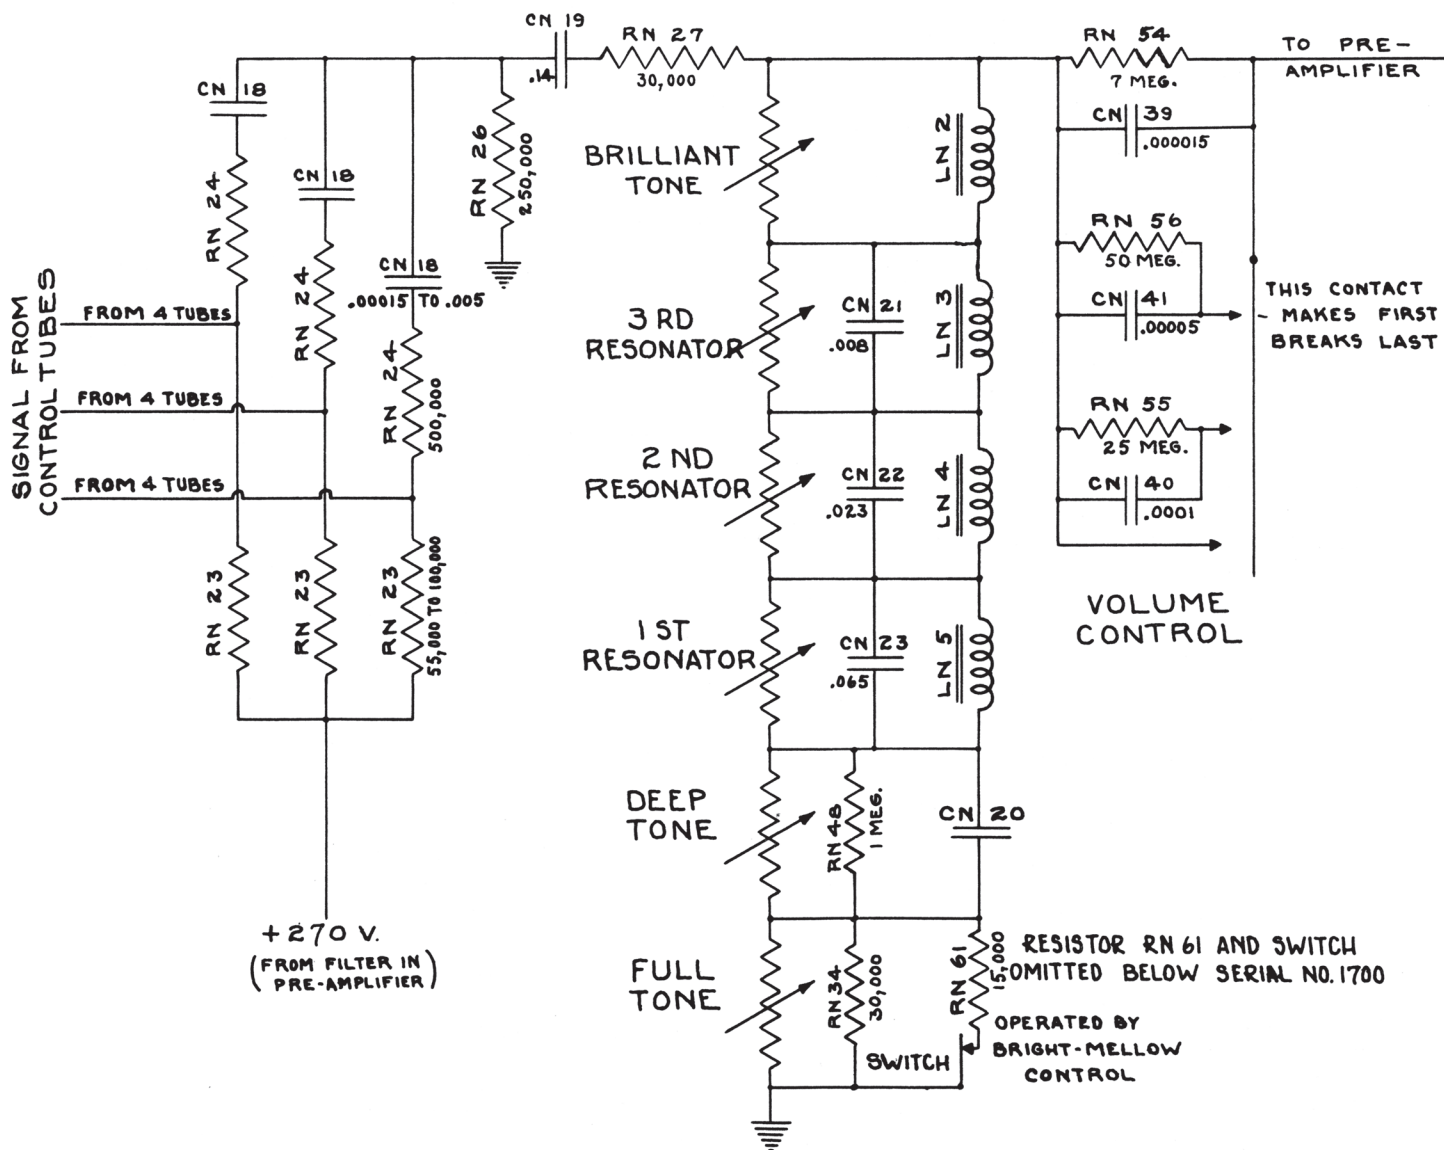 CN 19
RN 27
.14
30,000
RN 54
7 MEG.
TO PRE-
AMPLIFIER
CN 18
RN 24
CN 18
RN 24
CN 18
.00015 TO .005
RN 24
500,000
RN 26
250,000
SIGNAL FROM
CONTROL TUBES
FROM 4 TUBES
FROM 4 TUBES
FROM 4 TUBES
RN 23
RN 23
RN 23
55,000 TO 100,000
+270 V.
(FROM FILTER IN
PRE-AMPLIFIER)
BRILLIANT
TONE
LN 2
3 RD
RESONATOR
CN 21
.008
LN 3
2 ND
RESONATOR
CN 22
.023
LN 4
1 ST
RESONATOR
CN 23
.065
LN 5
DEEP
TONE
RN 48
1 MEG.
CN 20
FULL
TONE
RN 34
30,000
RN 61
15,000
SWITCH
RESISTOR RN 61 AND SWITCH
OMITTED BELOW SERIAL NO. 1700
OPERATED BY
BRIGHT-MELLOW
CONTROL
CN 39
.000015
RN 56
50 MEG.
CN 41
.00005
THIS CONTACT
- MAKES FIRST
BREAKS LAST
RN 55
25 MEG.
CN 40
.0001
VOLUME
CONTROL